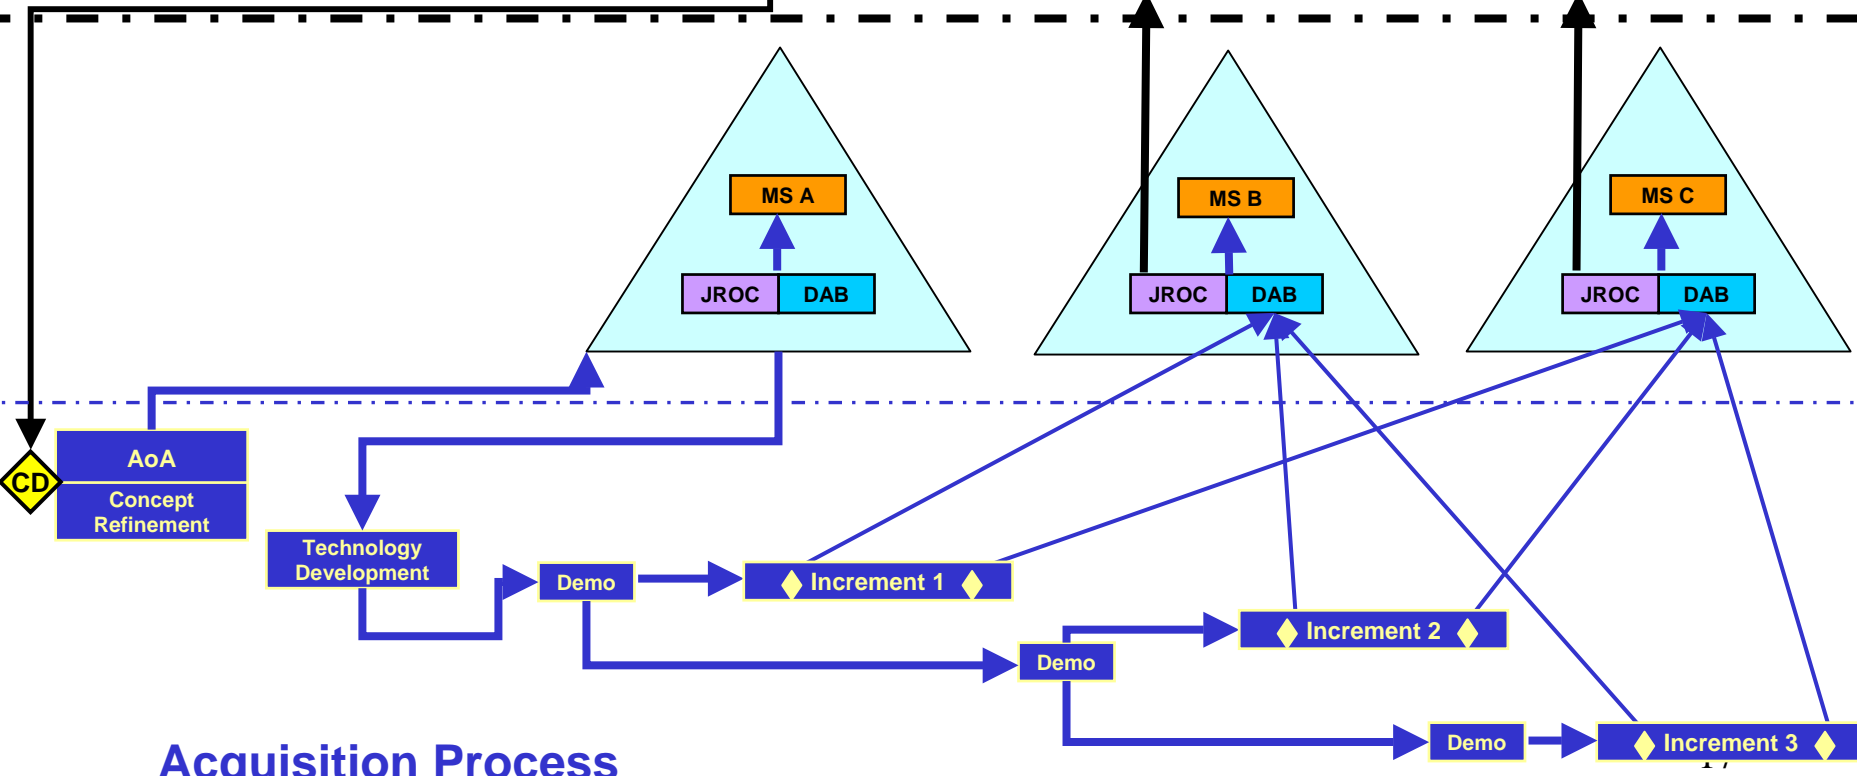 MS A
MS B
MS C
JROC DAB
JROC DAB
JROC DAB
CD
AoA
Concept
Refinement
Technology
Development
Demo
Increment 1
Increment 2
Demo
Demo
Increment 3
Acquisition Process